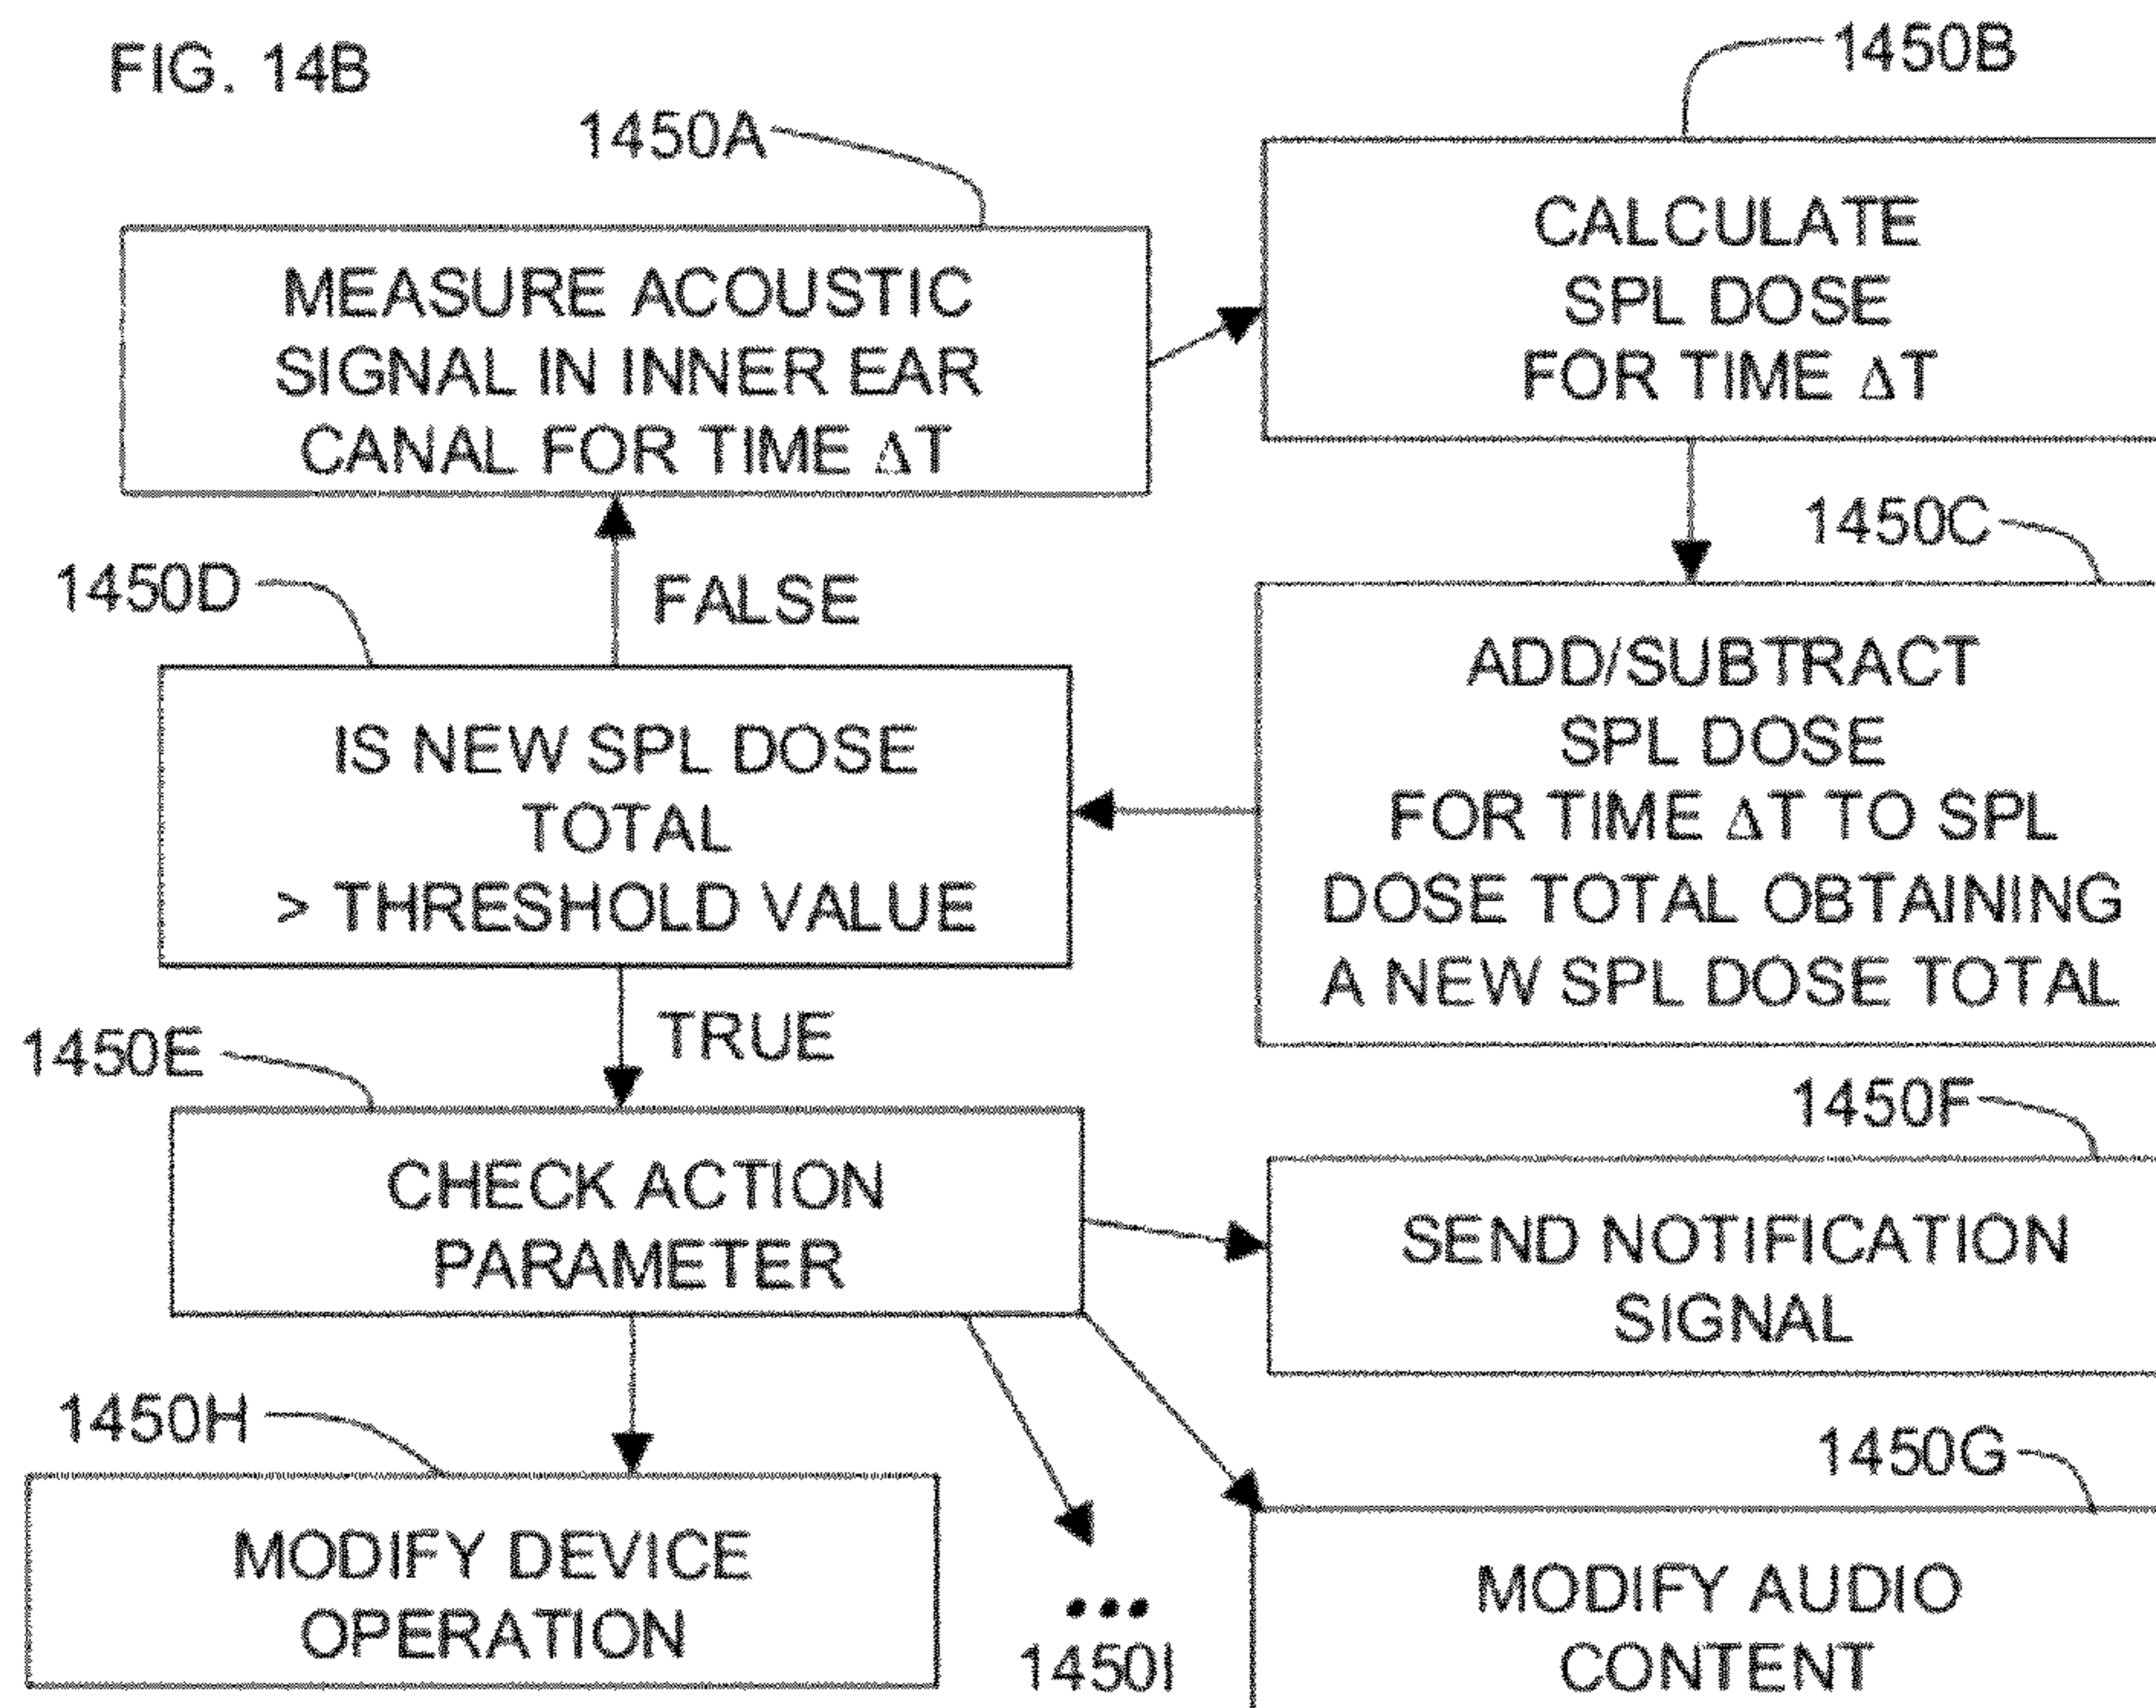 FIG. 14B
1450A
1450B
MEASURE ACOUSTIC
SIGNAL IN INNER EAR
CANAL FOR TIME ΔT
CALCULATE
SPL DOSE
FOR TIME ΔT
1450C
ADD/SUBTRACT
SPL DOSE
FOR TIME ΔT TO SPL
DOSE TOTAL OBTAINING
A NEW SPL DOSE TOTAL
1450D
FALSE
IS NEW SPL DOSE
TOTAL
> THRESHOLD VALUE
TRUE
1450E
CHECK ACTION
PARAMETER
1450F
SEND NOTIFICATION
SIGNAL
1450H
MODIFY DEVICE
OPERATION
•••
1450I
1450G
MODIFY AUDIO
CONTENT